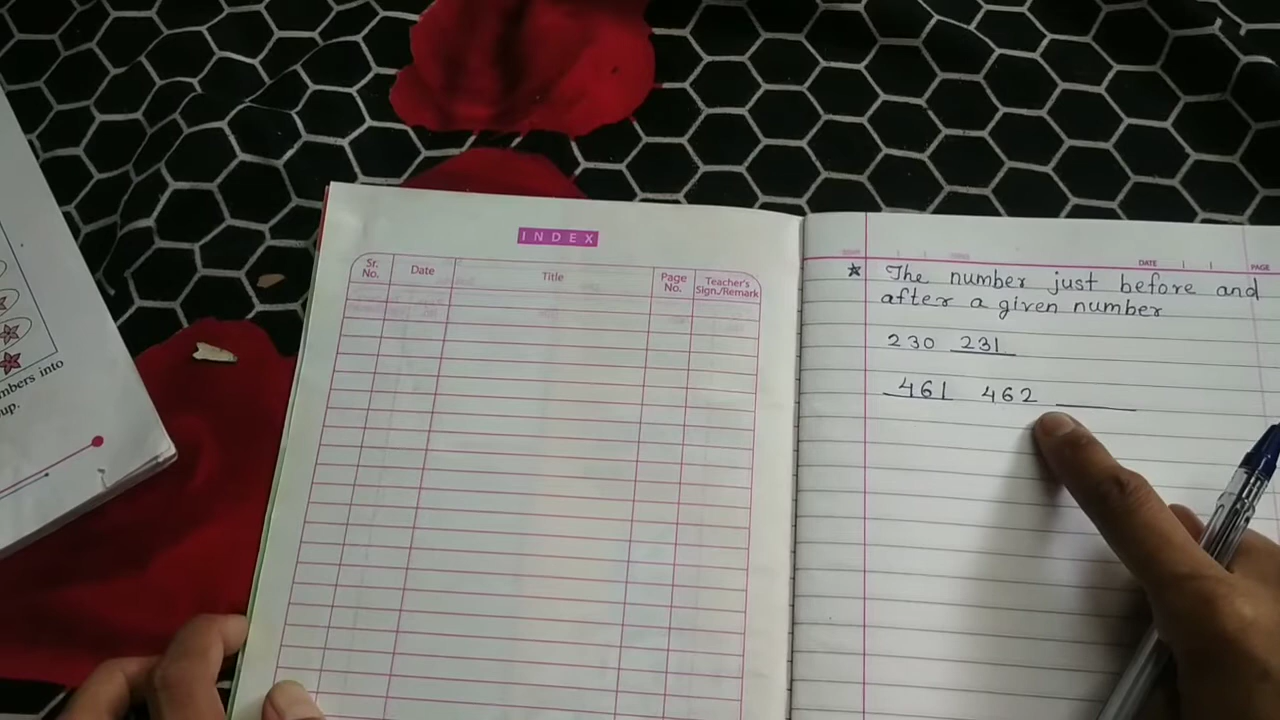 mbers into
up.
INDEX
Sr. No. Date Title Page No. Teacher's Sign./Remark
DATE PAGE
☆ The number just before and
after a given number
230 231
461 462 ____